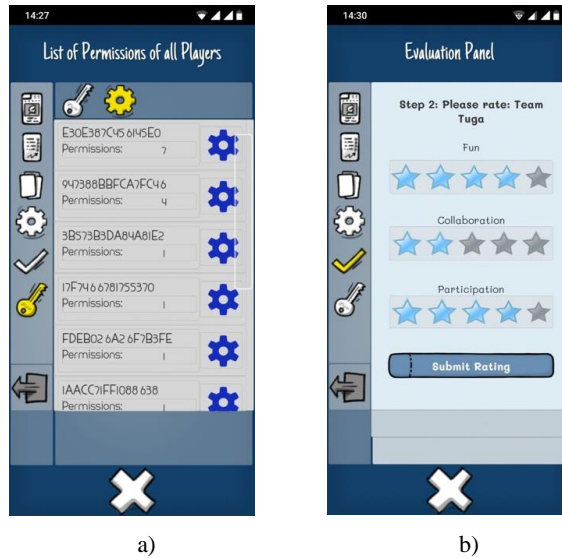 14:27
List of Permissions of all Players
E30E387C45 6145E0
Permissions: 7
947388BBFCA7FC46
Permissions: 4
3B573B3DA84A81E2
Permissions: 1
17F746 6781755370
Permissions: 1
FDEB02 6A2 6F7B3FE
Permissions: 1
1AACC71FF1088 638
Permissions: 1
a)
14:30
Evaluation Panel
Step 2: Please rate: Team
Tuga
Fun
Collaboration
Participation
Submit Rating
b)